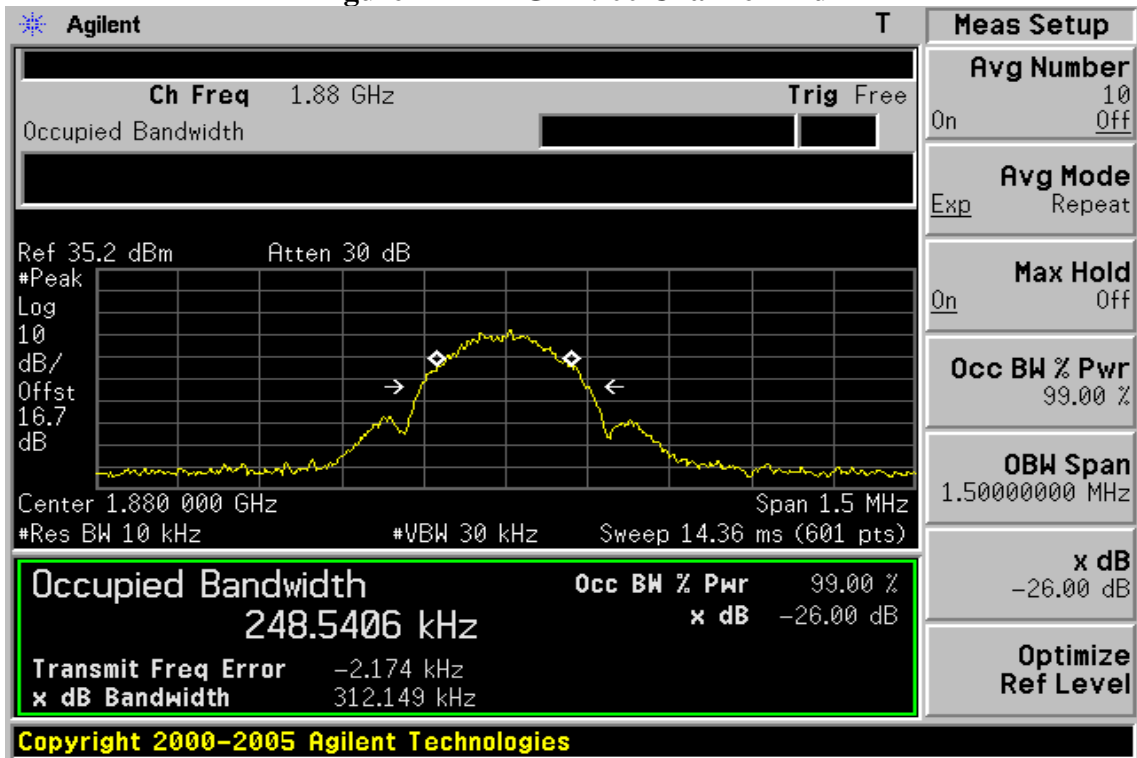 Agilent T
Ch Freq 1.88 GHz Trig Free
Occupied Bandwidth
Ref 35.2 dBm Atten 30 dB
#Peak
Log
10
dB/
Offst
16.7
dB
Center 1.880 000 GHz Span 1.5 MHz
#Res BW 10 kHz #VBW 30 kHz Sweep 14.36 ms (601 pts)
Occupied Bandwidth Occ BW % Pwr 99.00 %
248.5406 kHz x dB -26.00 dB
Transmit Freq Error -2.174 kHz
x dB Bandwidth 312.149 kHz
Copyright 2000-2005 Agilent Technologies
Meas Setup
Avg Number
10
On Off
Avg Mode
Exp Repeat
Max Hold
On Off
Occ BW % Pwr
99.00 %
OBW Span
1.50000000 MHz
x dB
-26.00 dB
Optimize
Ref Level